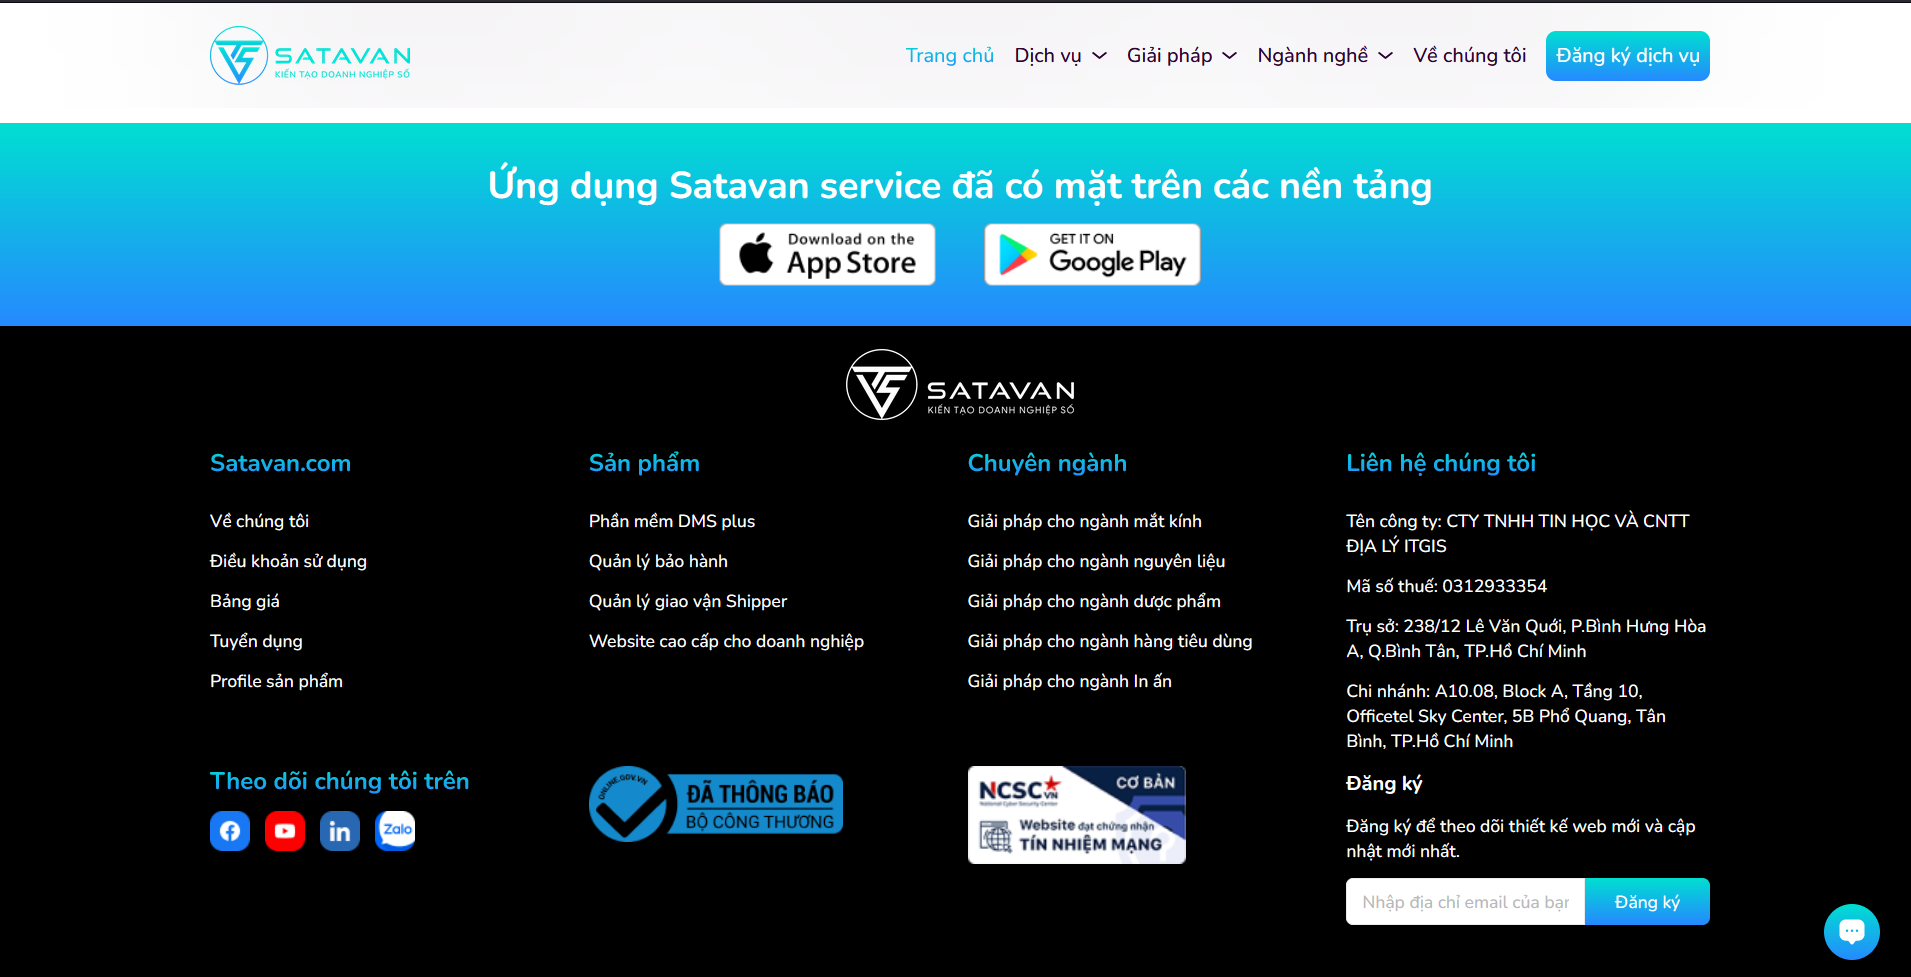 SATAVAN
KIẾN TẠO DOANH NGHIỆP SỐ
Trang chủ
Dịch vụ
Giải pháp
Ngành nghề
Về chúng tôi
Đăng ký dịch vụ
Ứng dụng Satavan service đã có mặt trên các nền tảng
Download on the
App Store
GET IT ON
Google Play
SATAVAN
KIẾN TẠO DOANH NGHIỆP SỐ
Satavan.com
Về chúng tôi
Điều khoản sử dụng
Bảng giá
Tuyển dụng
Profile sản phẩm
Sản phẩm
Phần mềm DMS plus
Quản lý bảo hành
Quản lý giao vận Shipper
Website cao cấp cho doanh nghiệp
Chuyên ngành
Giải pháp cho ngành mắt kính
Giải pháp cho ngành nguyên liệu
Giải pháp cho ngành dược phẩm
Giải pháp cho ngành hàng tiêu dùng
Giải pháp cho ngành In ấn
Liên hệ chúng tôi
Tên công ty: CTY TNHH TIN HỌC VÀ CNTT
ĐỊA LÝ ITGIS
Mã số thuế: 0312933354
Trụ sở: 238/12 Lê Văn Quới, P.Bình Hưng Hòa
A, Q.Bình Tân, TP.Hồ Chí Minh
Chi nhánh: A10.08, Block A, Tầng 10,
Officetel Sky Center, 5B Phổ Quang, Tân
Bình, TP.Hồ Chí Minh
Theo dõi chúng tôi trên
Zalo
ONLINE.GOV.VN
ĐÃ THÔNG BÁO
BỘ CÔNG THƯƠNG
NCSC.VN
National Cyber Security Center
CƠ BẢN
Website đạt chứng nhận
TÍN NHIỆM MẠNG
Đăng ký
Đăng ký để theo dõi thiết kế web mới và cập
nhật mới nhất.
Nhập địa chỉ email của bạn
Đăng ký